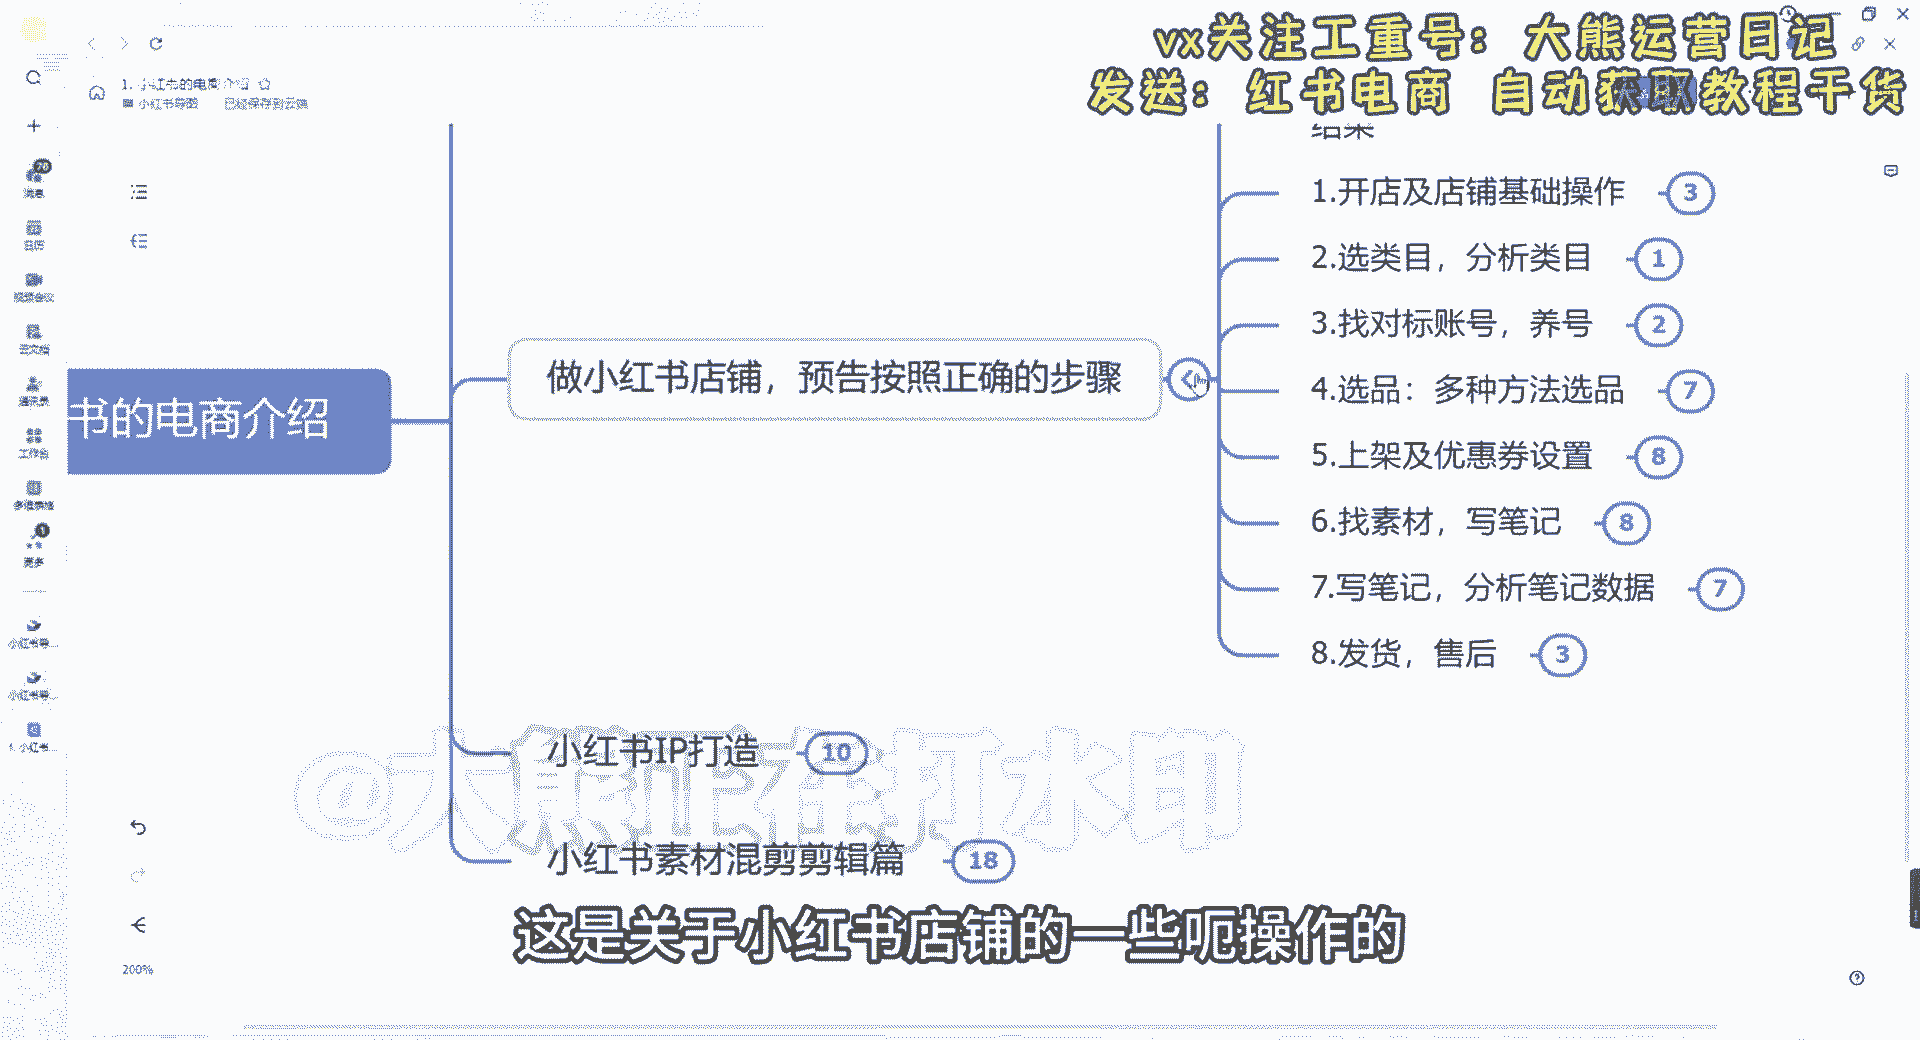 vx关注工重号：大熊运营日记
发送：红书电商 自动获取教程干货
1. 小红书的电商介绍
小红书导图 已经保存到云端
结果
1.开店及店铺基础操作 3
2.选类目，分析类目 1
3.找对标账号，养号 2
4.选品：多种方法选品 7
5.上架及优惠券设置 8
6.找素材，写笔记 8
7.写笔记，分析笔记数据 7
8.发货，售后 3
做小红书店铺，预告按照正确的步骤
书的电商介绍
小红书IP打造 10
小红书素材混剪剪辑篇 18
@大熊正在打水印
这是关于小红书店铺的一些呃操作的
消息
日历
视频会议
云文档
通讯录
工作台
多维表格
更多
小红书导...
小红书导...
1. 小红书...
200%